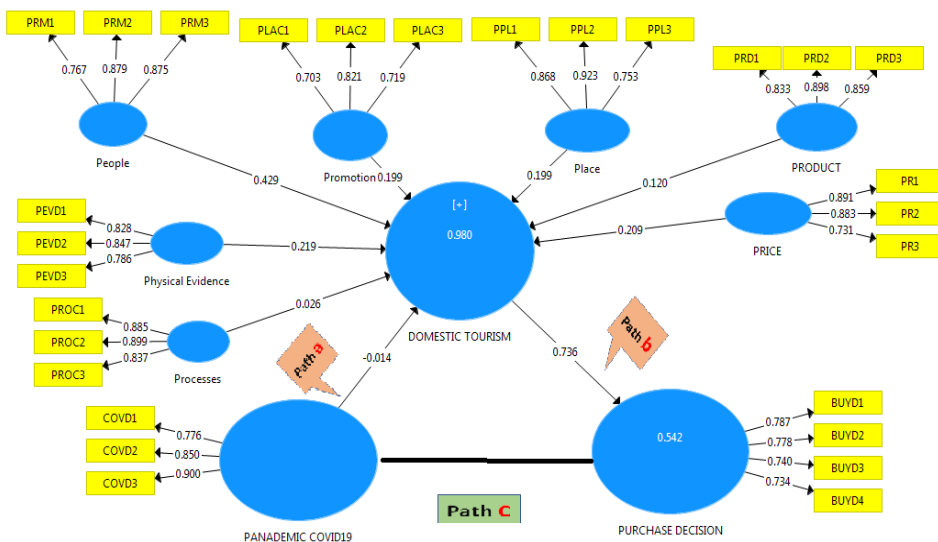 PRM1 PRM2 PRM3
0.767 0.879 0.875
People
PLAC1 PLAC2 PLAC3
0.703 0.821 0.719
Promotion
PPL1 PPL2 PPL3
0.868 0.923 0.753
Place
PRD1 PRD2 PRD3
0.833 0.898 0.859
PRODUCT
0.429
0.199
0.199
0.120
PR1
PR2
PR3
0.891
0.883
0.731
PRICE
0.209
PEVD1
PEVD2
PEVD3
0.828
0.847
0.786
Physical Evidence
0.219
[+]
0.980
DOMESTIC TOURISM
PROC1
PROC2
PROC3
0.885
0.899
0.837
Processes
0.026
Path a
-0.014
0.736
Path b
COVD1
COVD2
COVD3
0.776
0.850
0.900
PANADEMIC COVID19
Path C
0.542
PURCHASE DECISION
0.787
0.778
0.740
0.734
BUYD1
BUYD2
BUYD3
BUYD4